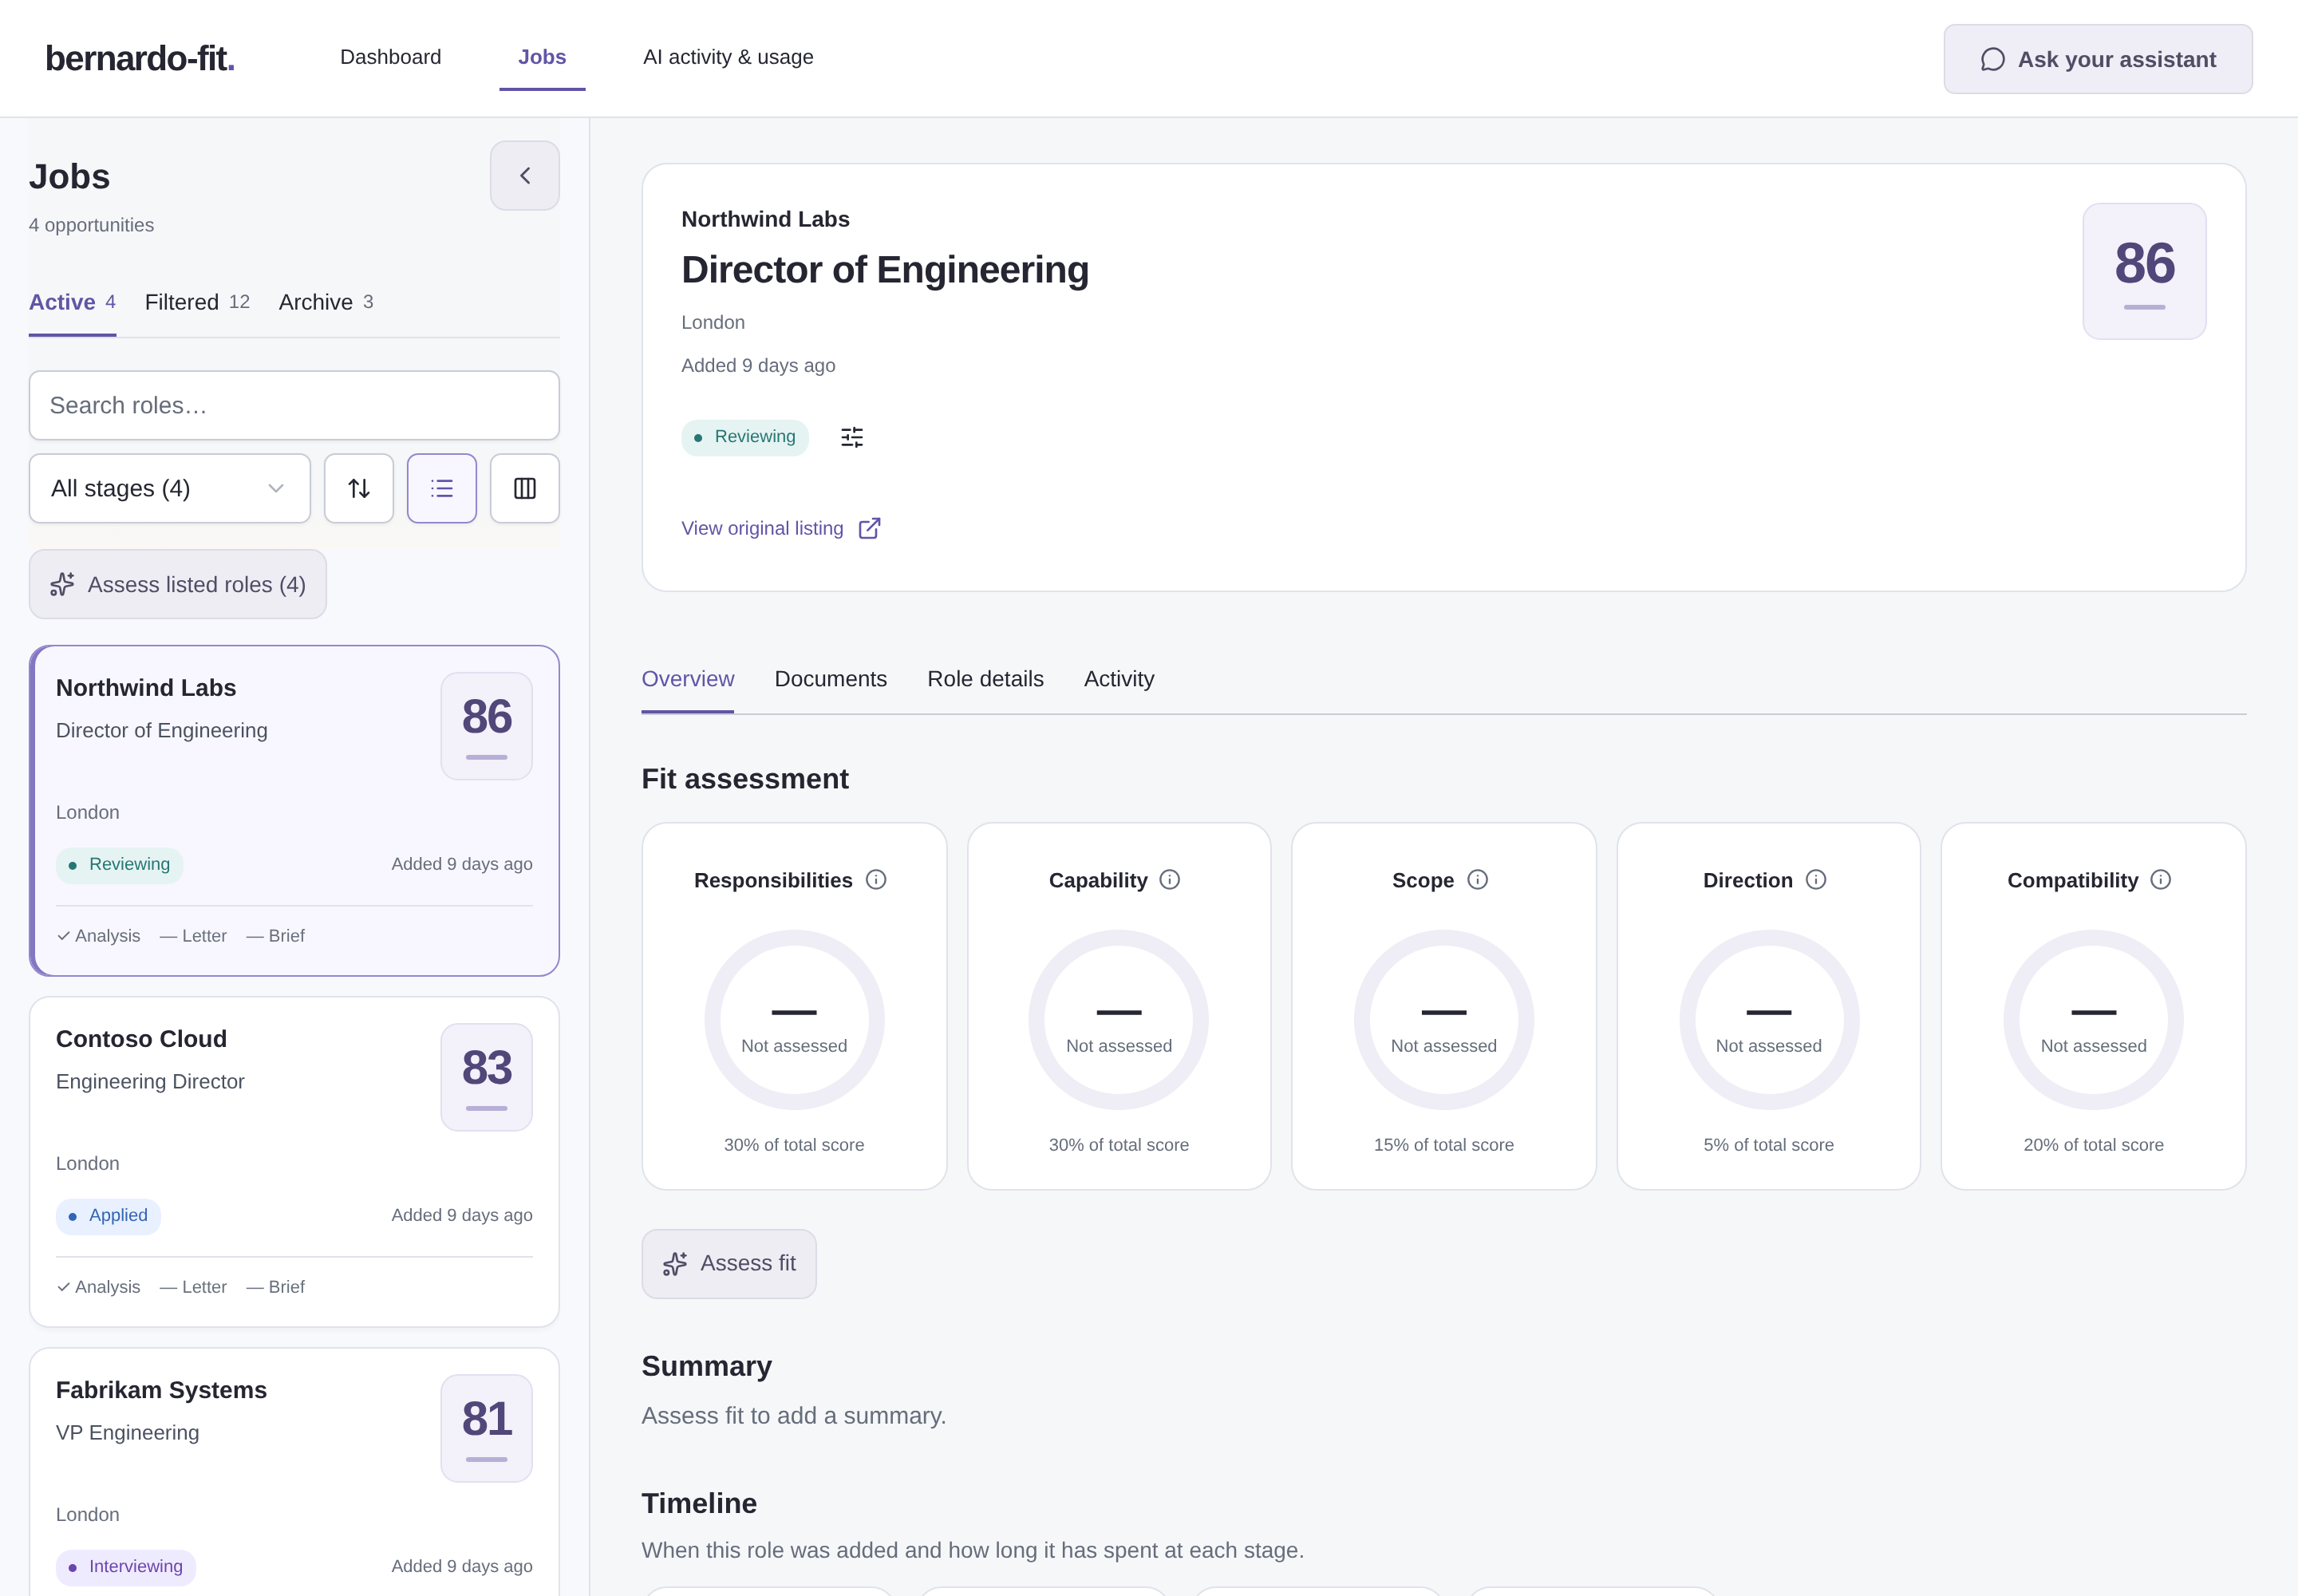 bernardo-fit.
Dashboard
Jobs
AI activity & usage
Ask your assistant
Jobs
4 opportunities
Active 4
Filtered 12
Archive 3
Search roles…
All stages (4)
Assess listed roles (4)
Northwind Labs
Director of Engineering
86
London
Reviewing
Added 9 days ago
✓ Analysis — Letter — Brief
Contoso Cloud
Engineering Director
83
London
Applied
Added 9 days ago
✓ Analysis — Letter — Brief
Fabrikam Systems
VP Engineering
81
London
Interviewing
Added 9 days ago
Northwind Labs
Director of Engineering
86
London
Added 9 days ago
Reviewing
View original listing
Overview
Documents
Role details
Activity
Fit assessment
Responsibilities
—
Not assessed
30% of total score
Capability
—
Not assessed
30% of total score
Scope
—
Not assessed
15% of total score
Direction
—
Not assessed
5% of total score
Compatibility
—
Not assessed
20% of total score
Assess fit
Summary
Assess fit to add a summary.
Timeline
When this role was added and how long it has spent at each stage.